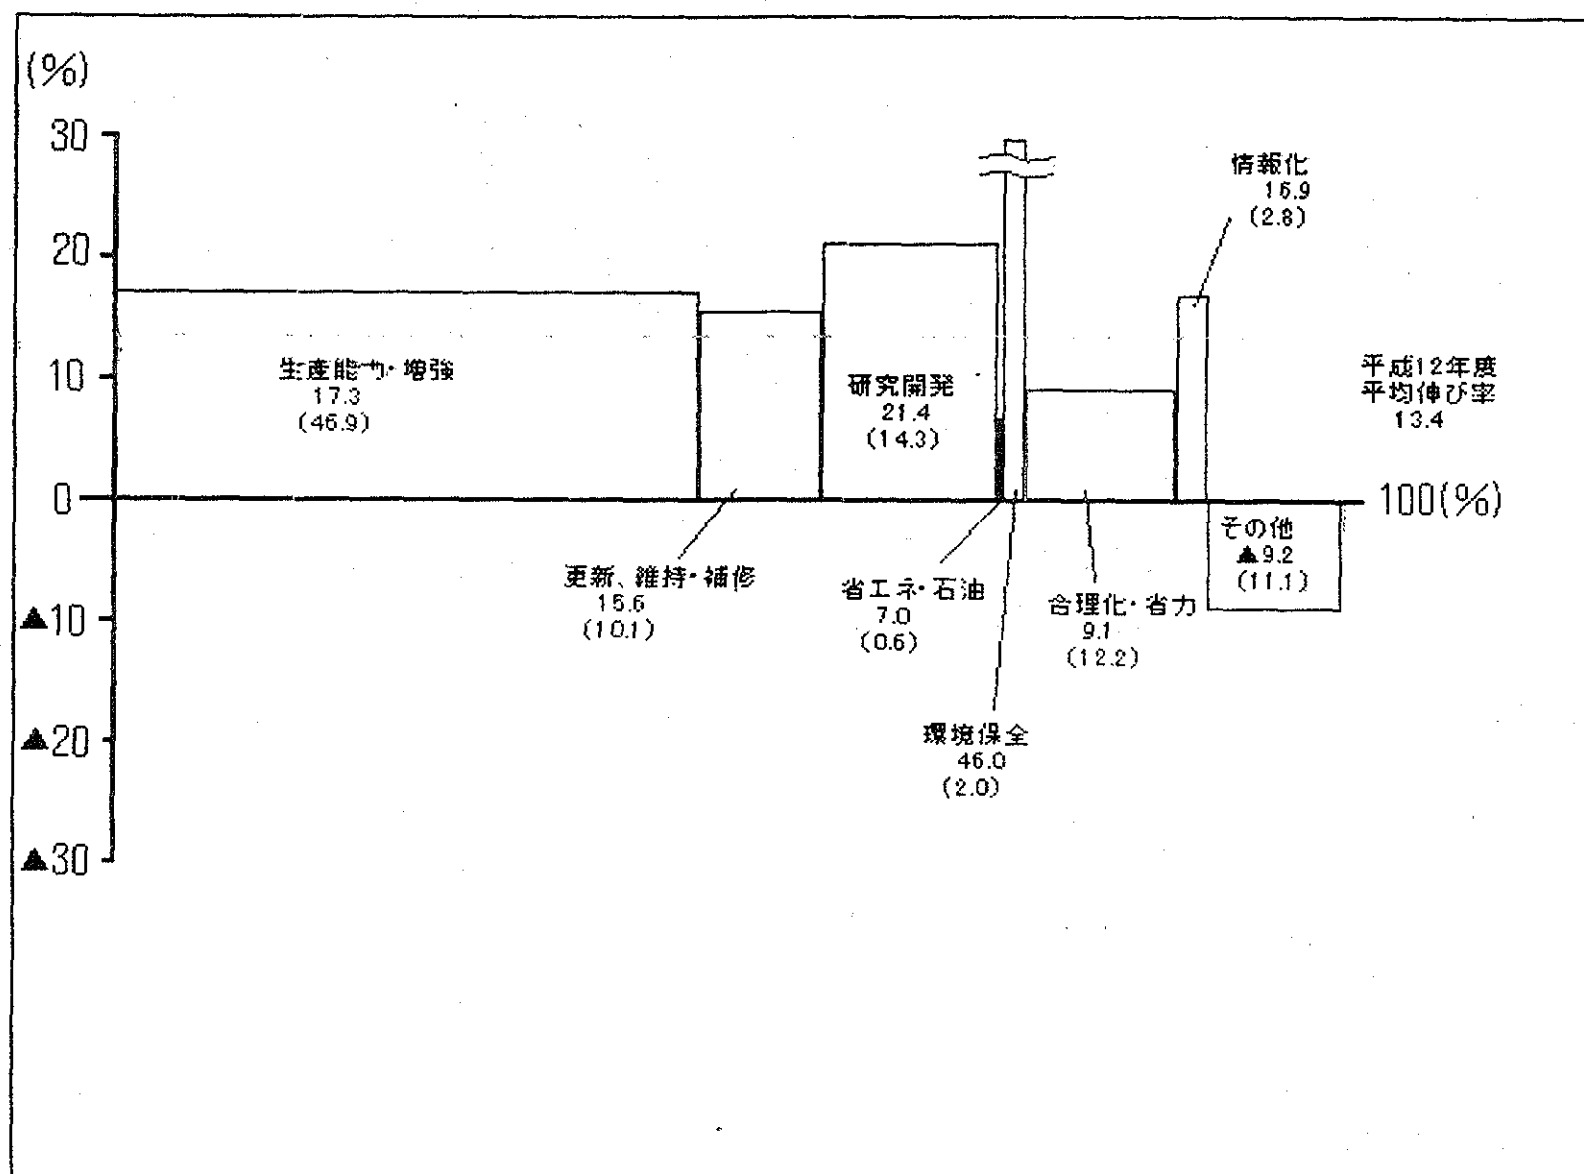 (%)
30
20
10
0
▲10
▲20
▲30
生産能力・増強
17.3
(46.9)
更新、維持・補修
15.6
(10.1)
研究開発
21.4
(14.3)
省エネ・石油
7.0
(0.6)
環境保全
46.0
(2.0)
合理化・省力
9.1
(12.2)
情報化
16.9
(2.8)
その他
▲9.2
(11.1)
平成12年度
平均伸び率
13.4
100(%)